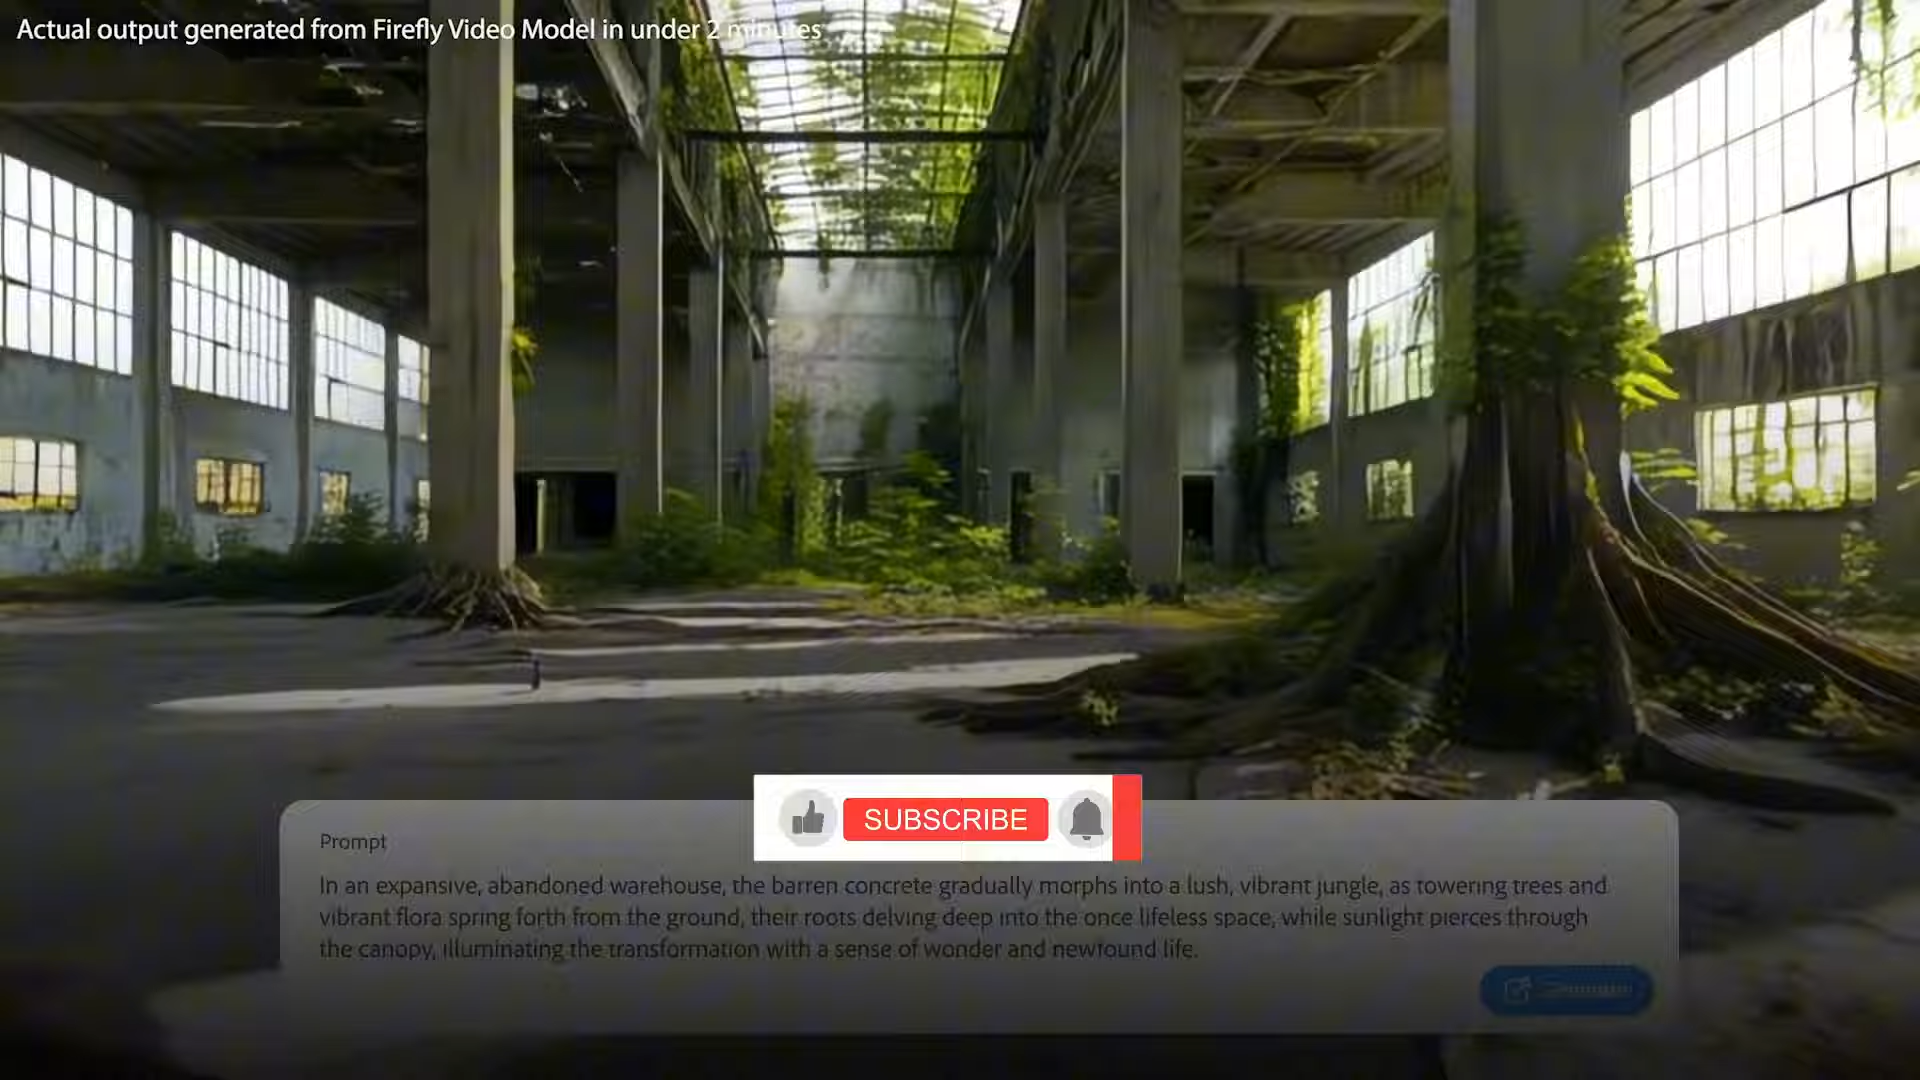 Actual output generated from Firefly Video Model in under 2 minutes
SUBSCRIBE
Prompt
In an expansive, abandoned warehouse, the barren concrete gradually morphs into a lush, vibrant jungle, as towering trees and
vibrant flora spring forth from the ground, their roots delving deep into the once lifeless space, while sunlight pierces through
the canopy, illuminating the transformation with a sense of wonder and newfound life.